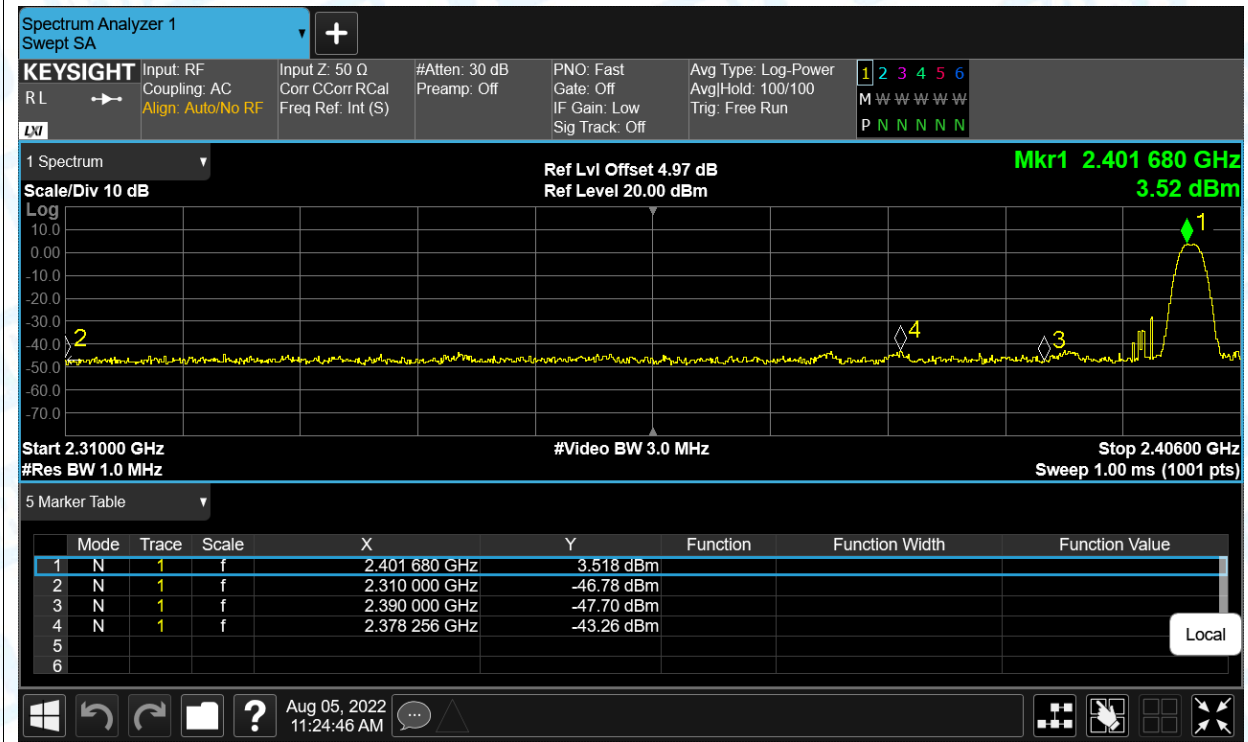 Spectrum Analyzer 1
Swept SA
KEYSIGHT
R L
LXI
Input: RF
Coupling: AC
Align: Auto/No RF
Input Z: 50 Ω
Corr CCorr RCal
Freq Ref: Int (S)
#Atten: 30 dB
Preamp: Off
PNO: Fast
Gate: Off
IF Gain: Low
Sig Track: Off
Avg Type: Log-Power
Avg|Hold: 100/100
Trig: Free Run
1 2 3 4 5 6
M W W W W W
P N N N N N
1 Spectrum
Scale/Div 10 dB
Ref Lvl Offset 4.97 dB
Ref Level 20.00 dBm
Mkr1 2.401 680 GHz
3.52 dBm
Log
10.0
0.00
-10.0
-20.0
-30.0
-40.0
-50.0
-60.0
-70.0
1
2
4
3
Start 2.31000 GHz
#Res BW 1.0 MHz
#Video BW 3.0 MHz
Stop 2.40600 GHz
Sweep 1.00 ms (1001 pts)
5 Marker Table
Mode Trace Scale X Y Function Function Width Function Value
1 N 1 f 2.401 680 GHz 3.518 dBm
2 N 1 f 2.310 000 GHz -46.78 dBm
3 N 1 f 2.390 000 GHz -47.70 dBm
4 N 1 f 2.378 256 GHz -43.26 dBm
5
6
Local
?
Aug 05, 2022
11:24:46 AM